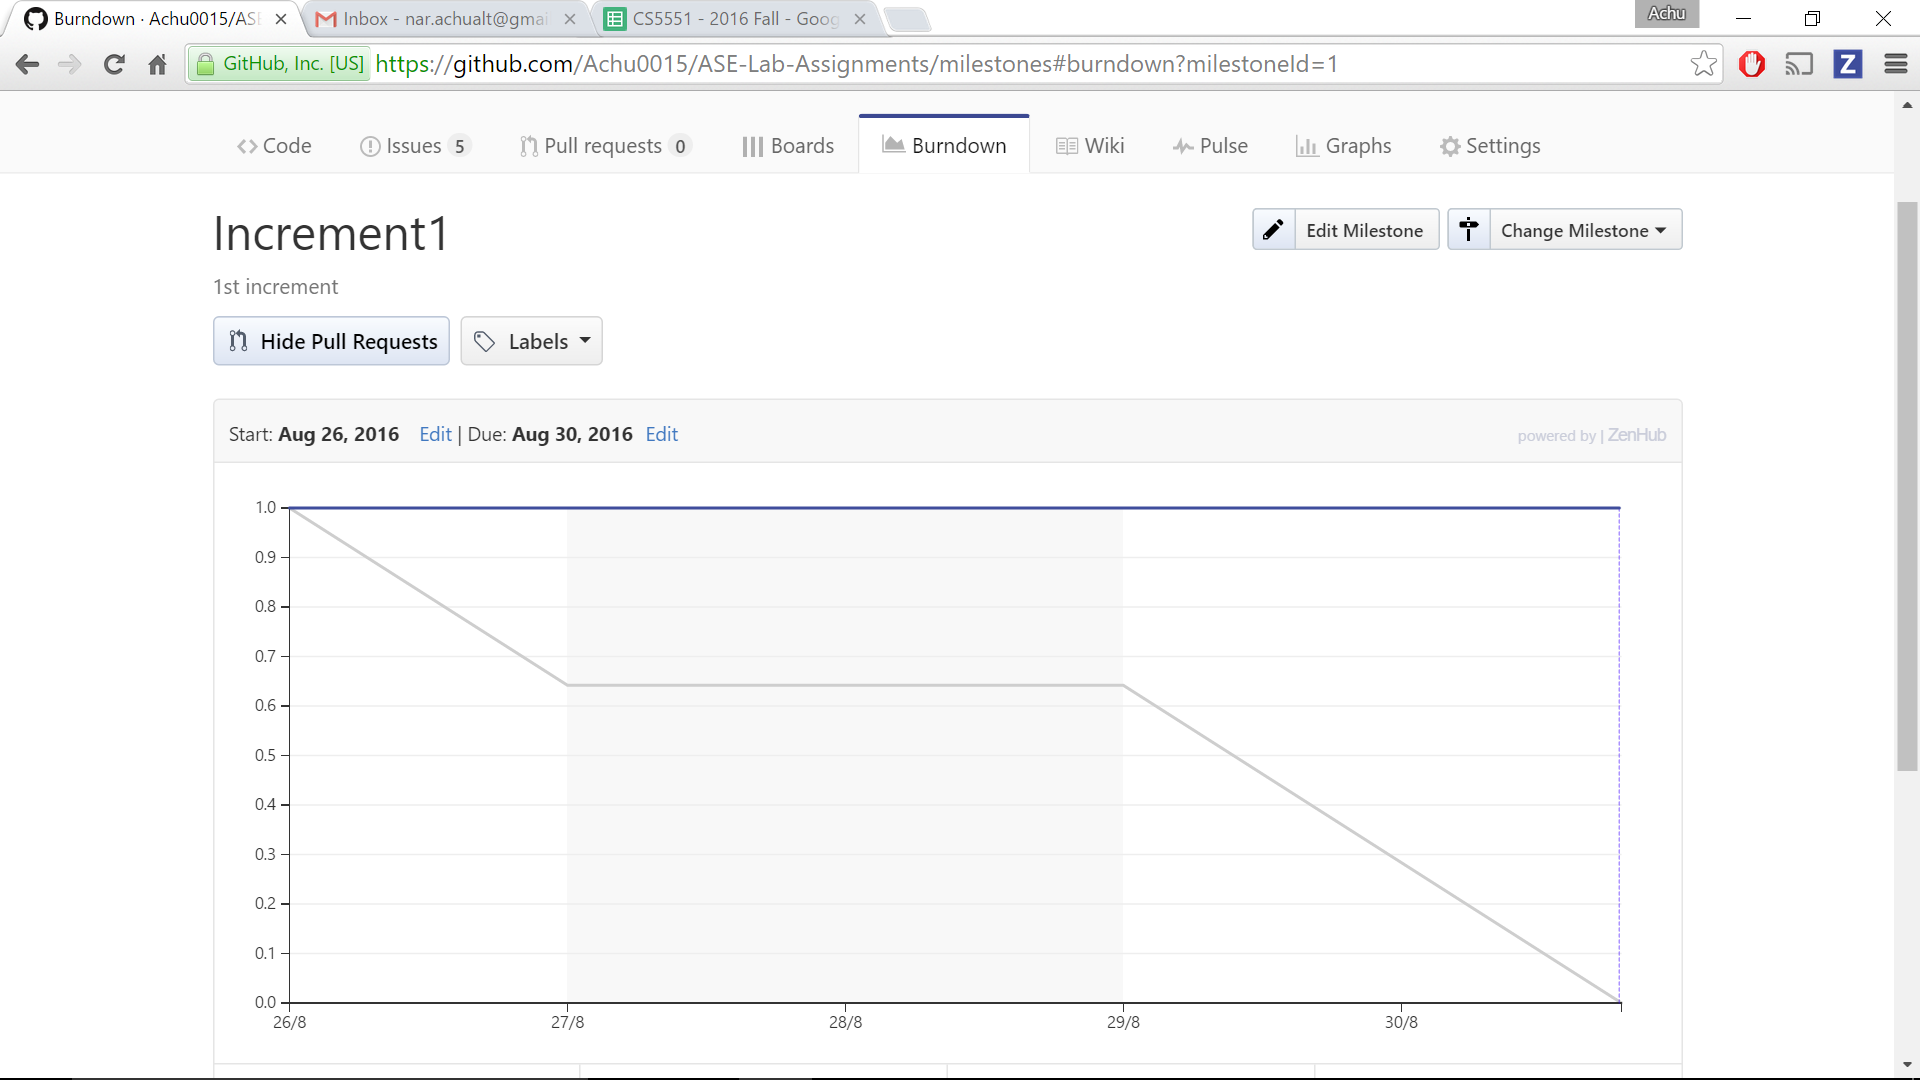 Burndown · Achu0015/ASE
Inbox - nar.achualt@gmai
CS5551 - 2016 Fall - Goog
Achu
GitHub, Inc. [US]
https://github.com/Achu0015/ASE-Lab-Assignments/milestones#burndown?milestoneId=1
Z
Code
Issues 5
Pull requests 0
Boards
Burndown
Wiki
Pulse
Graphs
Settings
Increment1
Edit Milestone
Change Milestone
1st increment
Hide Pull Requests
Labels
Start: Aug 26, 2016 Edit | Due: Aug 30, 2016 Edit
powered by | ZenHub
1.0
0.9
0.8
0.7
0.6
0.5
0.4
0.3
0.2
0.1
0.0
26/8 27/8 28/8 29/8 30/8